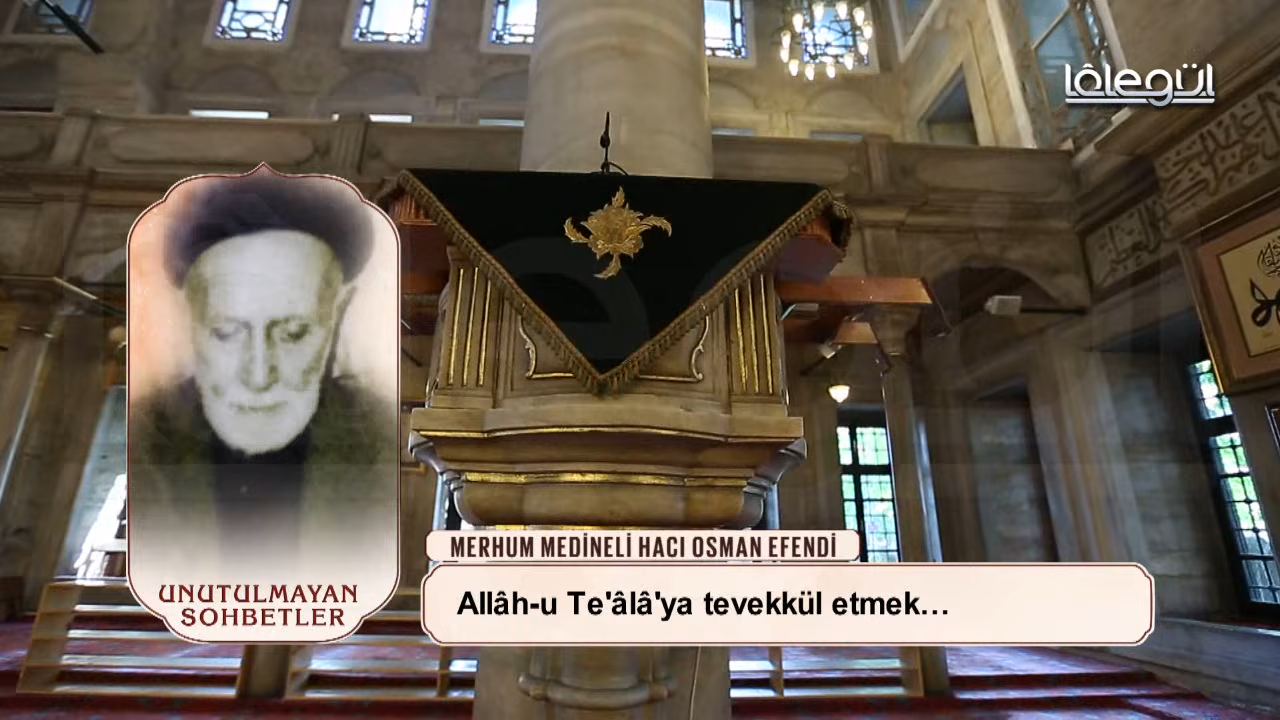 lâlegül
MERHUM MEDİNELİ HACI OSMAN EFENDİ
Allâh-u Te'âlâ'ya tevekkül etmek...
UNUTULMAYAN
SOHBETLER